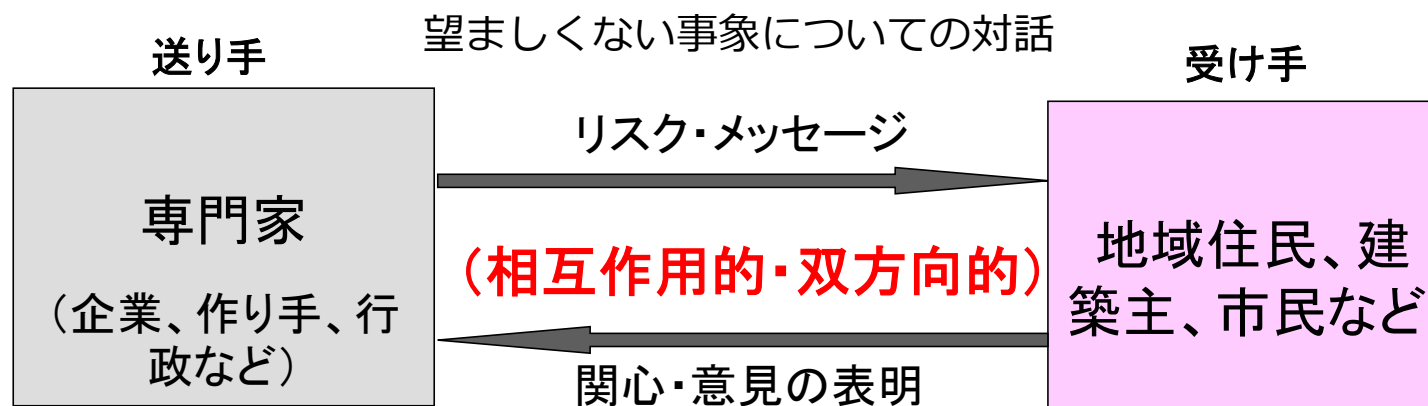 望ましくない事象についての対話
送り手
受け手
リスク・メッセージ
専門家
（企業、作り手、行
政など）
（相互作用的・双方向的）
地域住民、建
築主、市民など
関心・意見の表明